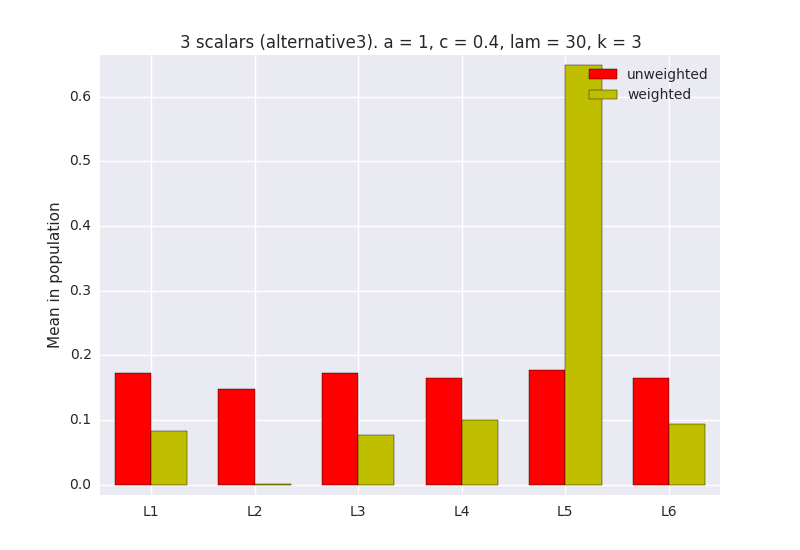 3 scalars (alternative3). a = 1, c = 0.4, lam = 30, k = 3
unweighted
weighted
Mean in population
0.6
0.5
0.4
0.3
0.2
0.1
0.0
L1 L2 L3 L4 L5 L6